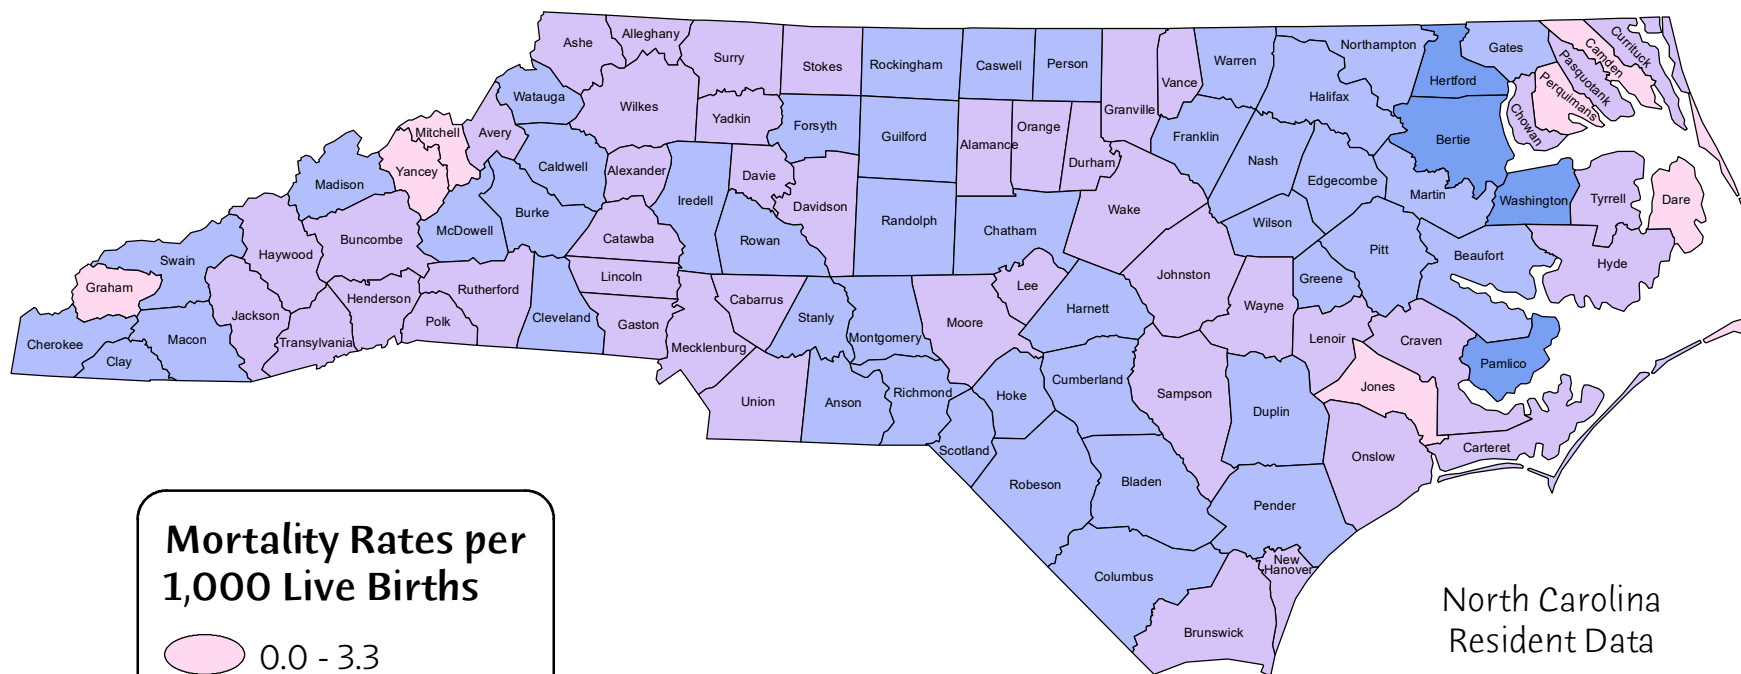 Ashe
Alleghany
Surry
Stokes
Rockingham
Caswell
Person
Granville
Vance
Warren
Northampton
Hertford
Gates
Camden
Currituck
Pasquotank
Perquimans
Chowan
Watauga
Wilkes
Yadkin
Forsyth
Guilford
Alamance
Orange
Durham
Franklin
Halifax
Bertie
Mitchell
Avery
Caldwell
Alexander
Davie
Nash
Edgecombe
Martin
Washington
Tyrrell
Dare
Madison
Yancey
Burke
Iredell
Davidson
Randolph
Chatham
Wake
Wilson
Pitt
Beaufort
Hyde
McDowell
Catawba
Rowan
Swain
Haywood
Buncombe
Graham
Rutherford
Lincoln
Cabarrus
Lee
Johnston
Greene
Henderson
Jackson
Polk
Cleveland
Gaston
Stanly
Montgomery
Moore
Harnett
Wayne
Lenoir
Craven
Pamlico
Cherokee
Clay
Macon
Transylvania
Mecklenburg
Union
Anson
Richmond
Hoke
Cumberland
Sampson
Duplin
Jones
Scotland
Robeson
Bladen
Onslow
Carteret
Pender
Columbus
New
Hanover
Brunswick
Mortality Rates per
1,000 Live Births
0.0 - 3.3
North Carolina
Resident Data